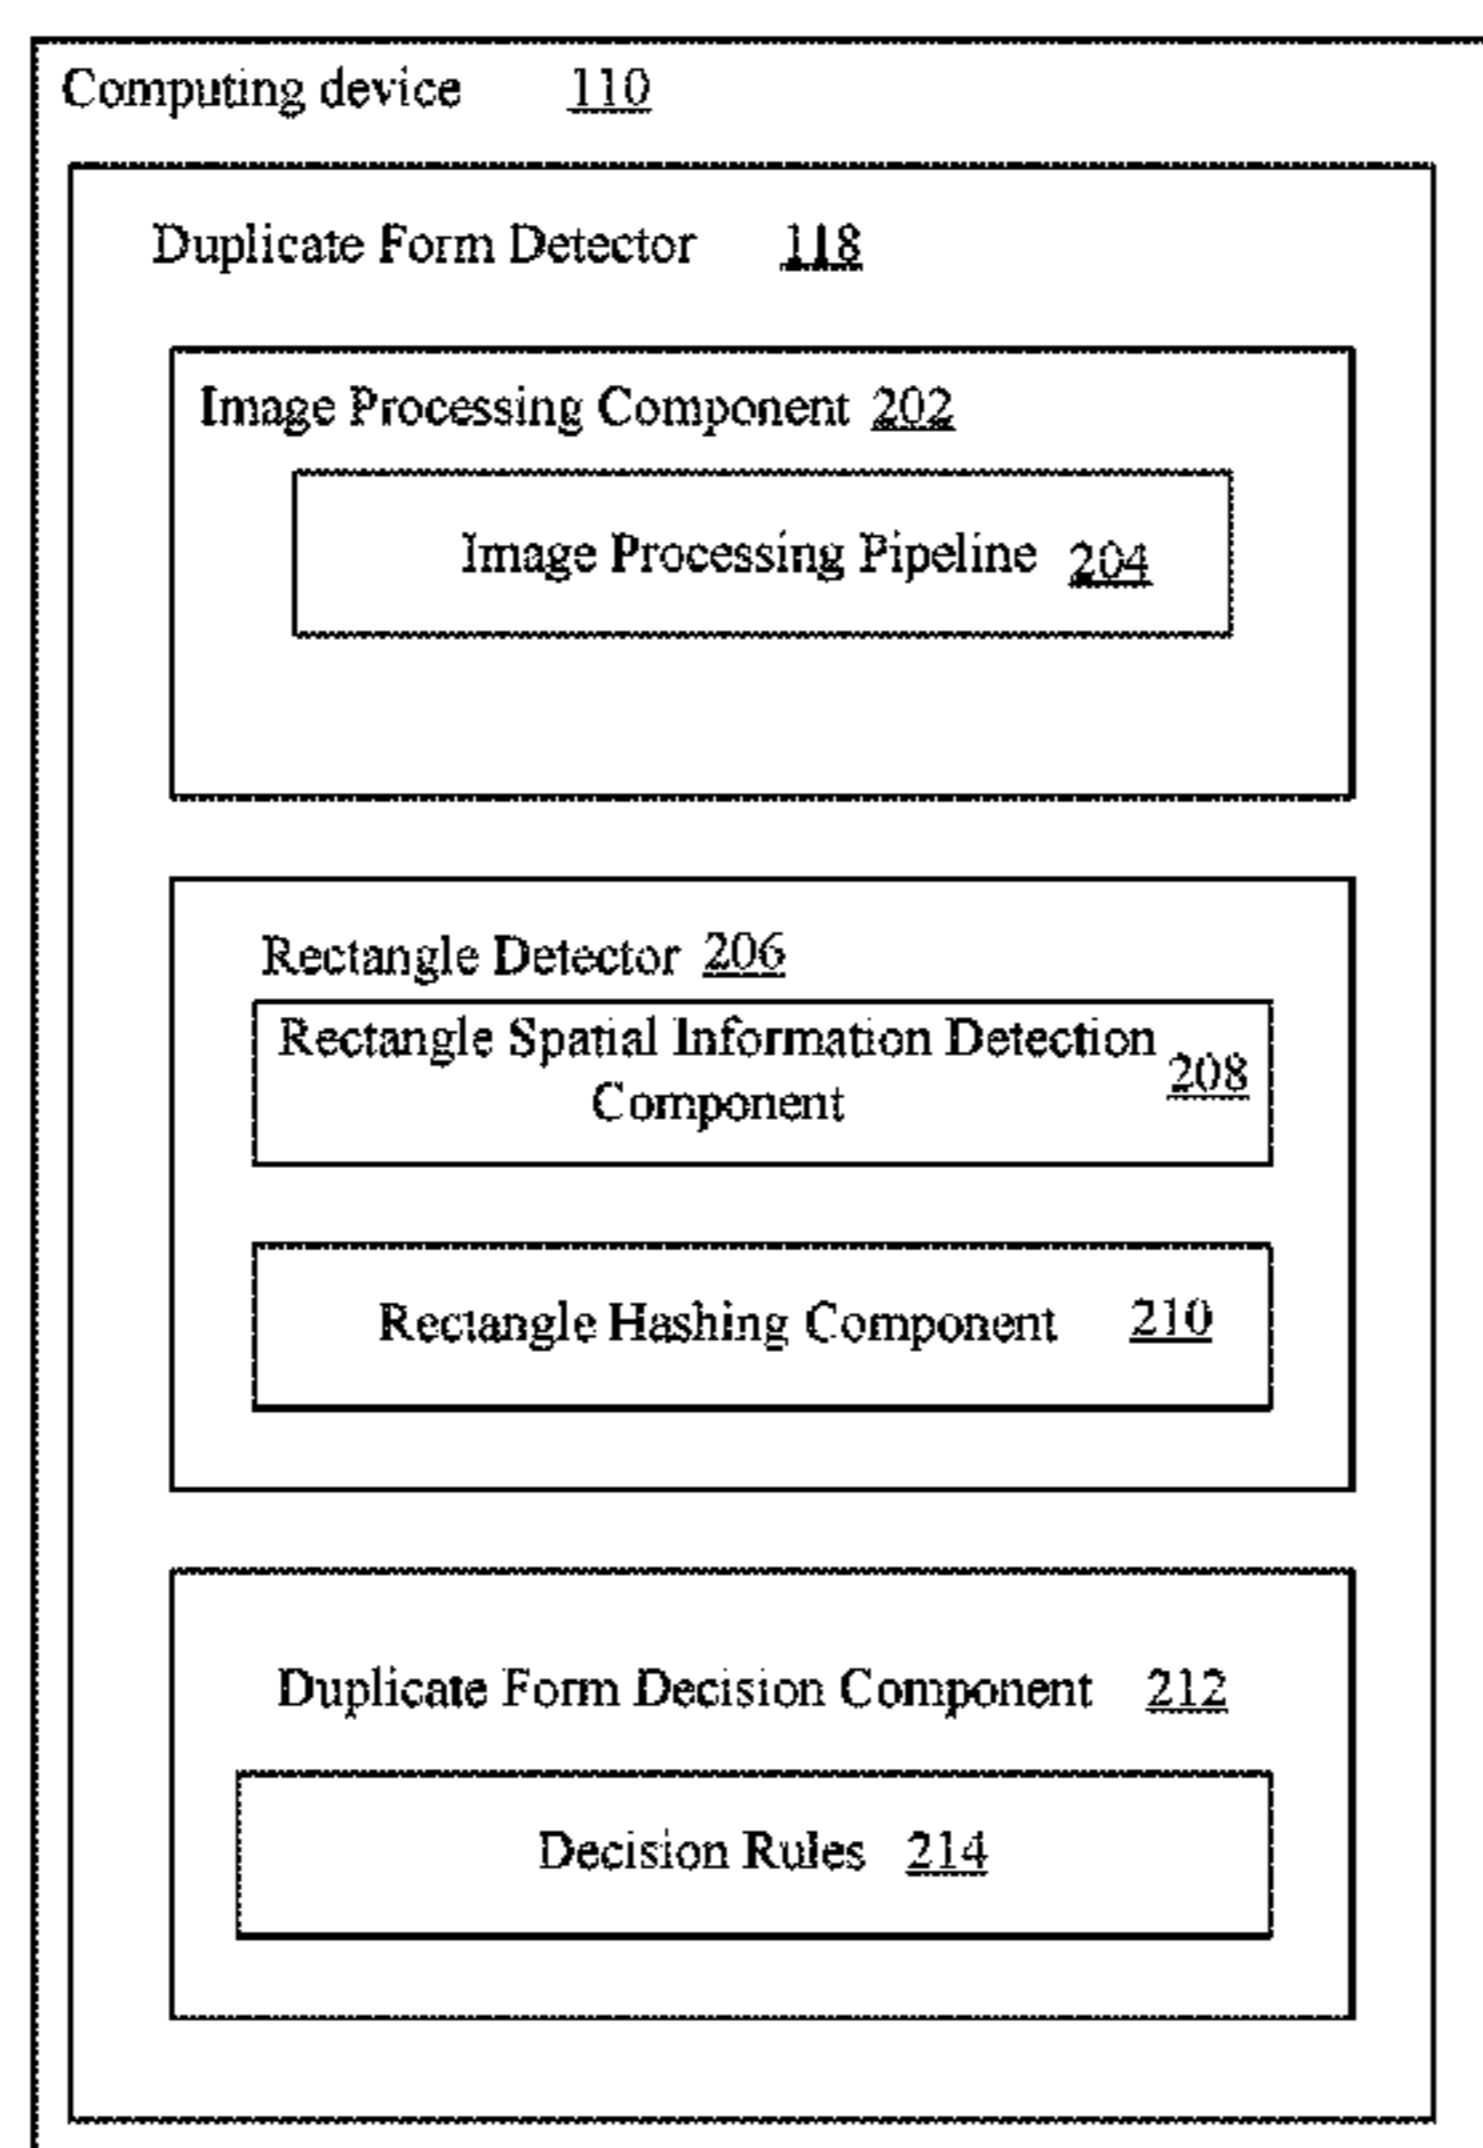 Computing device 110
Duplicate Form Detector 118
Image Processing Component 202
Image Processing Pipeline 204
Rectangle Detector 206
Rectangle Spatial Information Detection
Component 208
Rectangle Hashing Component 210
Duplicate Form Decision Component 212
Decision Rules 214